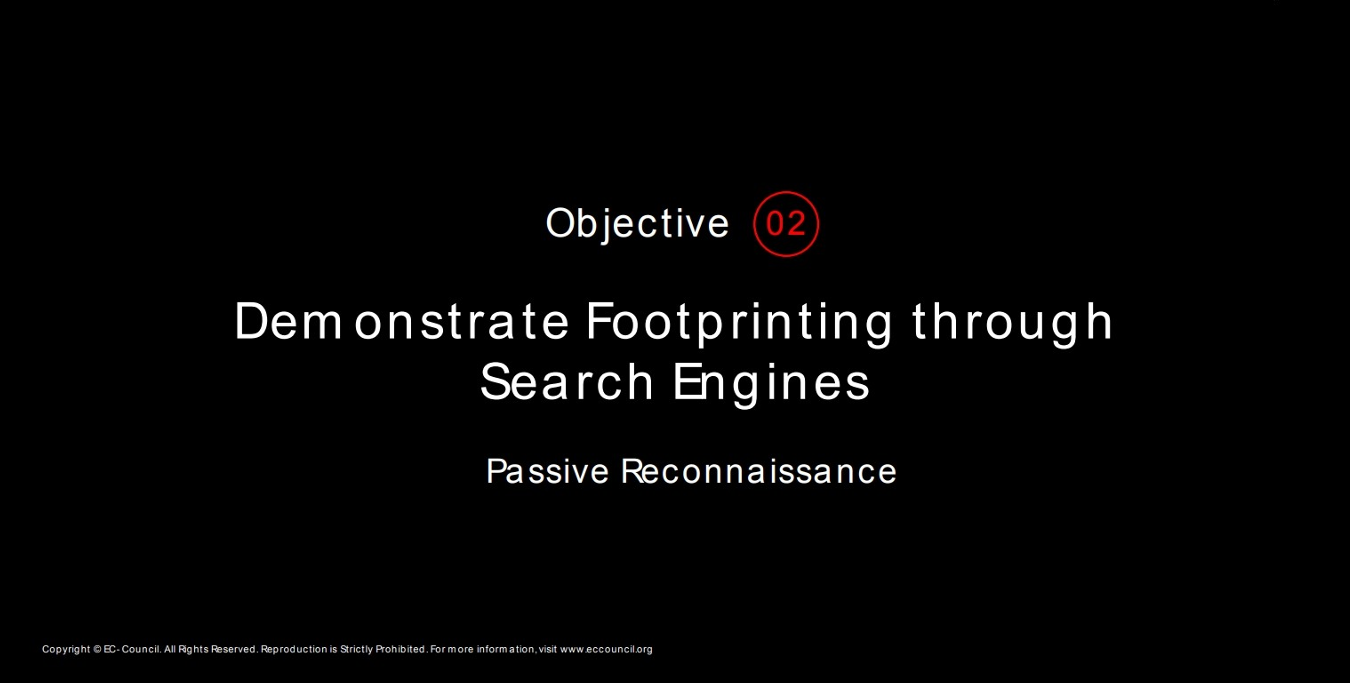 Objective 02
Demonstrate Footprinting through
Search Engines
Passive Reconnaissance
Copyright © EC-Council. All Rights Reserved. Reproduction is Strictly Prohibited. For more information, visit www.eccouncil.org